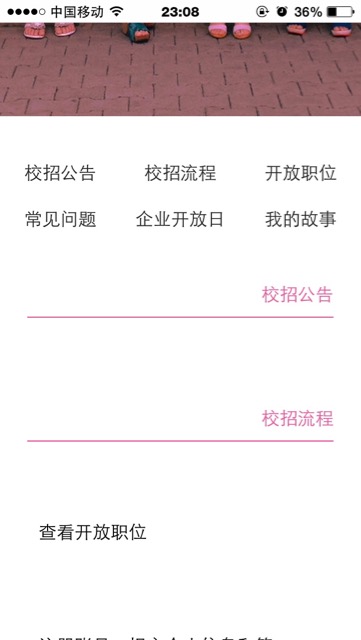 中国移动 23:08 36%
校招公告 校招流程 开放职位
常见问题 企业开放日 我的故事
校招公告
校招流程
查看开放职位